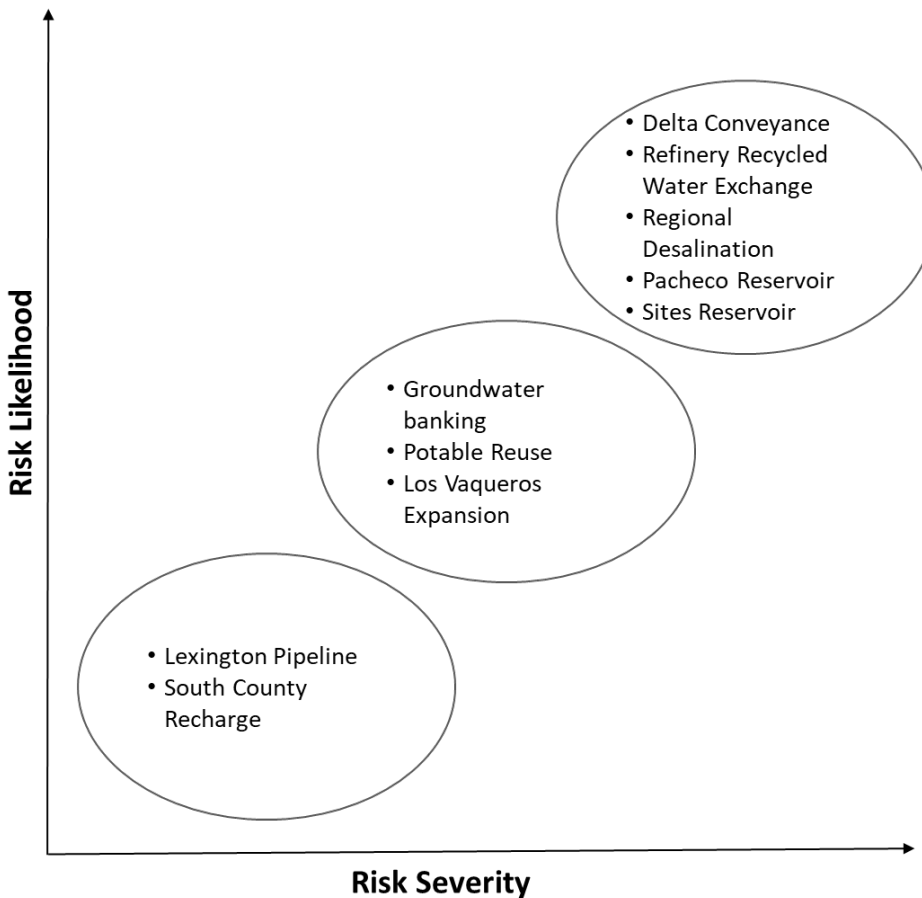 • Delta Conveyance
• Refinery Recycled
Water Exchange
• Regional
Desalination
• Pacheco Reservoir
• Sites Reservoir
• Groundwater
banking
• Potable Reuse
• Los Vaqueros
Expansion
• Lexington Pipeline
• South County
Recharge
Risk Likelihood
Risk Severity